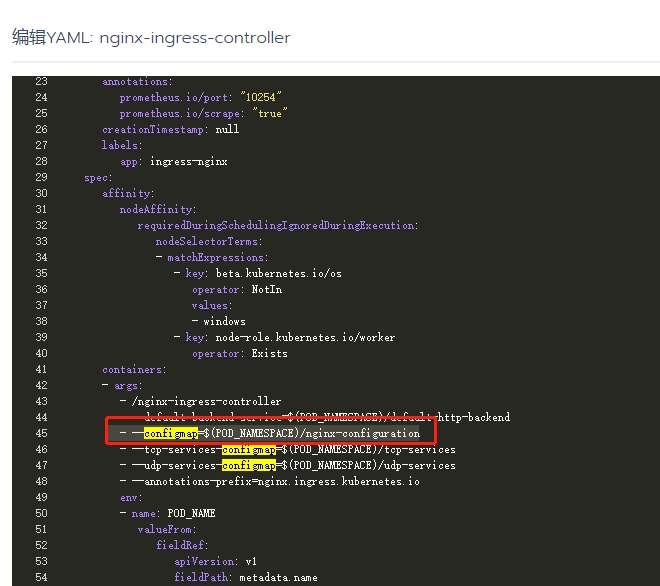 编辑YAML: nginx-ingress-controller
23 annotations:
24 prometheus.io/port: "10254"
25 prometheus.io/scrape: "true"
26 creationTimestamp: null
27 labels:
28 app: ingress-nginx
29 spec:
30 affinity:
31 nodeAffinity:
32 requiredDuringSchedulingIgnoredDuringExecution:
33 nodeSelectorTerms:
34 - matchExpressions:
35 - key: beta.kubernetes.io/os
36 operator: NotIn
37 values:
38 - windows
39 - key: node-role.kubernetes.io/worker
40 operator: Exists
41 containers:
42 - args:
43 - /nginx-ingress-controller
44 - --default-backend-service=$(POD_NAMESPACE)/default-http-backend
45 - --configmap=$(POD_NAMESPACE)/nginx-configuration
46 - --tcp-services-configmap=$(POD_NAMESPACE)/tcp-services
47 - --udp-services-configmap=$(POD_NAMESPACE)/udp-services
48 - --annotations-prefix=nginx.ingress.kubernetes.io
49 env:
50 - name: POD_NAME
51 valueFrom:
52 fieldRef:
53 apiVersion: v1
54 fieldPath: metadata.name